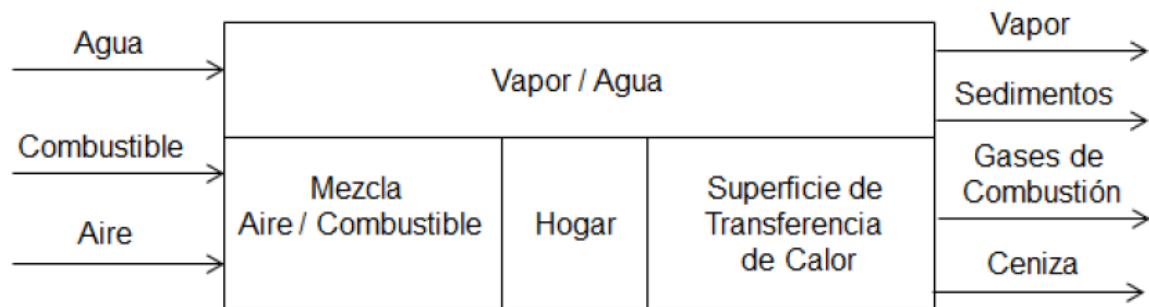 Agua
Combustible
Aire
Vapor / Agua
Mezcla
Aire / Combustible
Hogar
Superficie de
Transferencia
de Calor
Vapor
Sedimentos
Gases de
Combustión
Ceniza